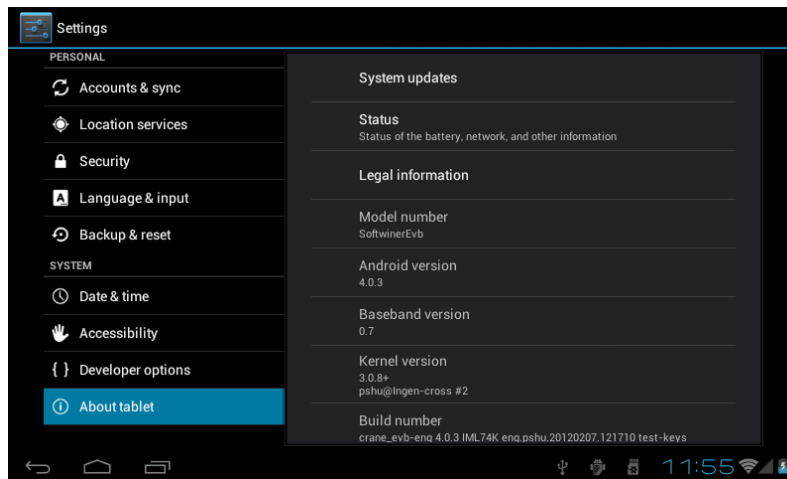 Settings
PERSONAL
Accounts & sync
Location services
Security
Language & input
Backup & reset
SYSTEM
Date & time
Accessibility
{ } Developer options
About tablet
System updates
Status
Status of the battery, network, and other information
Legal information
Model number
SoftwinerEvb
Android version
4.0.3
Baseband version
0.7
Kernel version
3.0.8+
pshu@Ingen-cross #2
Build number
crane_evb-eng 4.0.3 IML74K eng.pshu.20120207.121710 test-keys
11:55